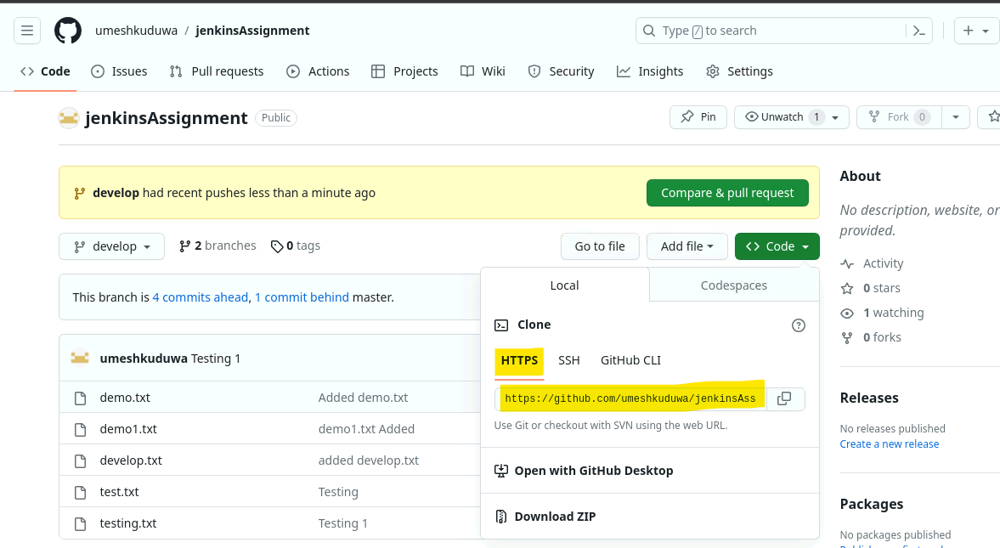 umeshkuduwa / jenkinsAssignment
Type / to search
Code Issues Pull requests Actions Projects Wiki Security Insights Settings
jenkinsAssignment Public
Pin Unwatch 1 Fork 0
develop had recent pushes less than a minute ago
Compare & pull request
develop 2 branches 0 tags
Go to file Add file Code
This branch is 4 commits ahead, 1 commit behind master.
umeshkuduwa Testing 1
demo.txt Added demo.txt
demo1.txt demo1.txt Added
develop.txt added develop.txt
test.txt Testing
testing.txt Testing 1
Local Codespaces
Clone
HTTPS SSH GitHub CLI
https://github.com/umeshkuduwa/jenkinsAss
Use Git or checkout with SVN using the web URL.
Open with GitHub Desktop
Download ZIP
About
No description, website, or
provided.
Activity
0 stars
1 watching
0 forks
Releases
No releases published
Create a new release
Packages
No packages published